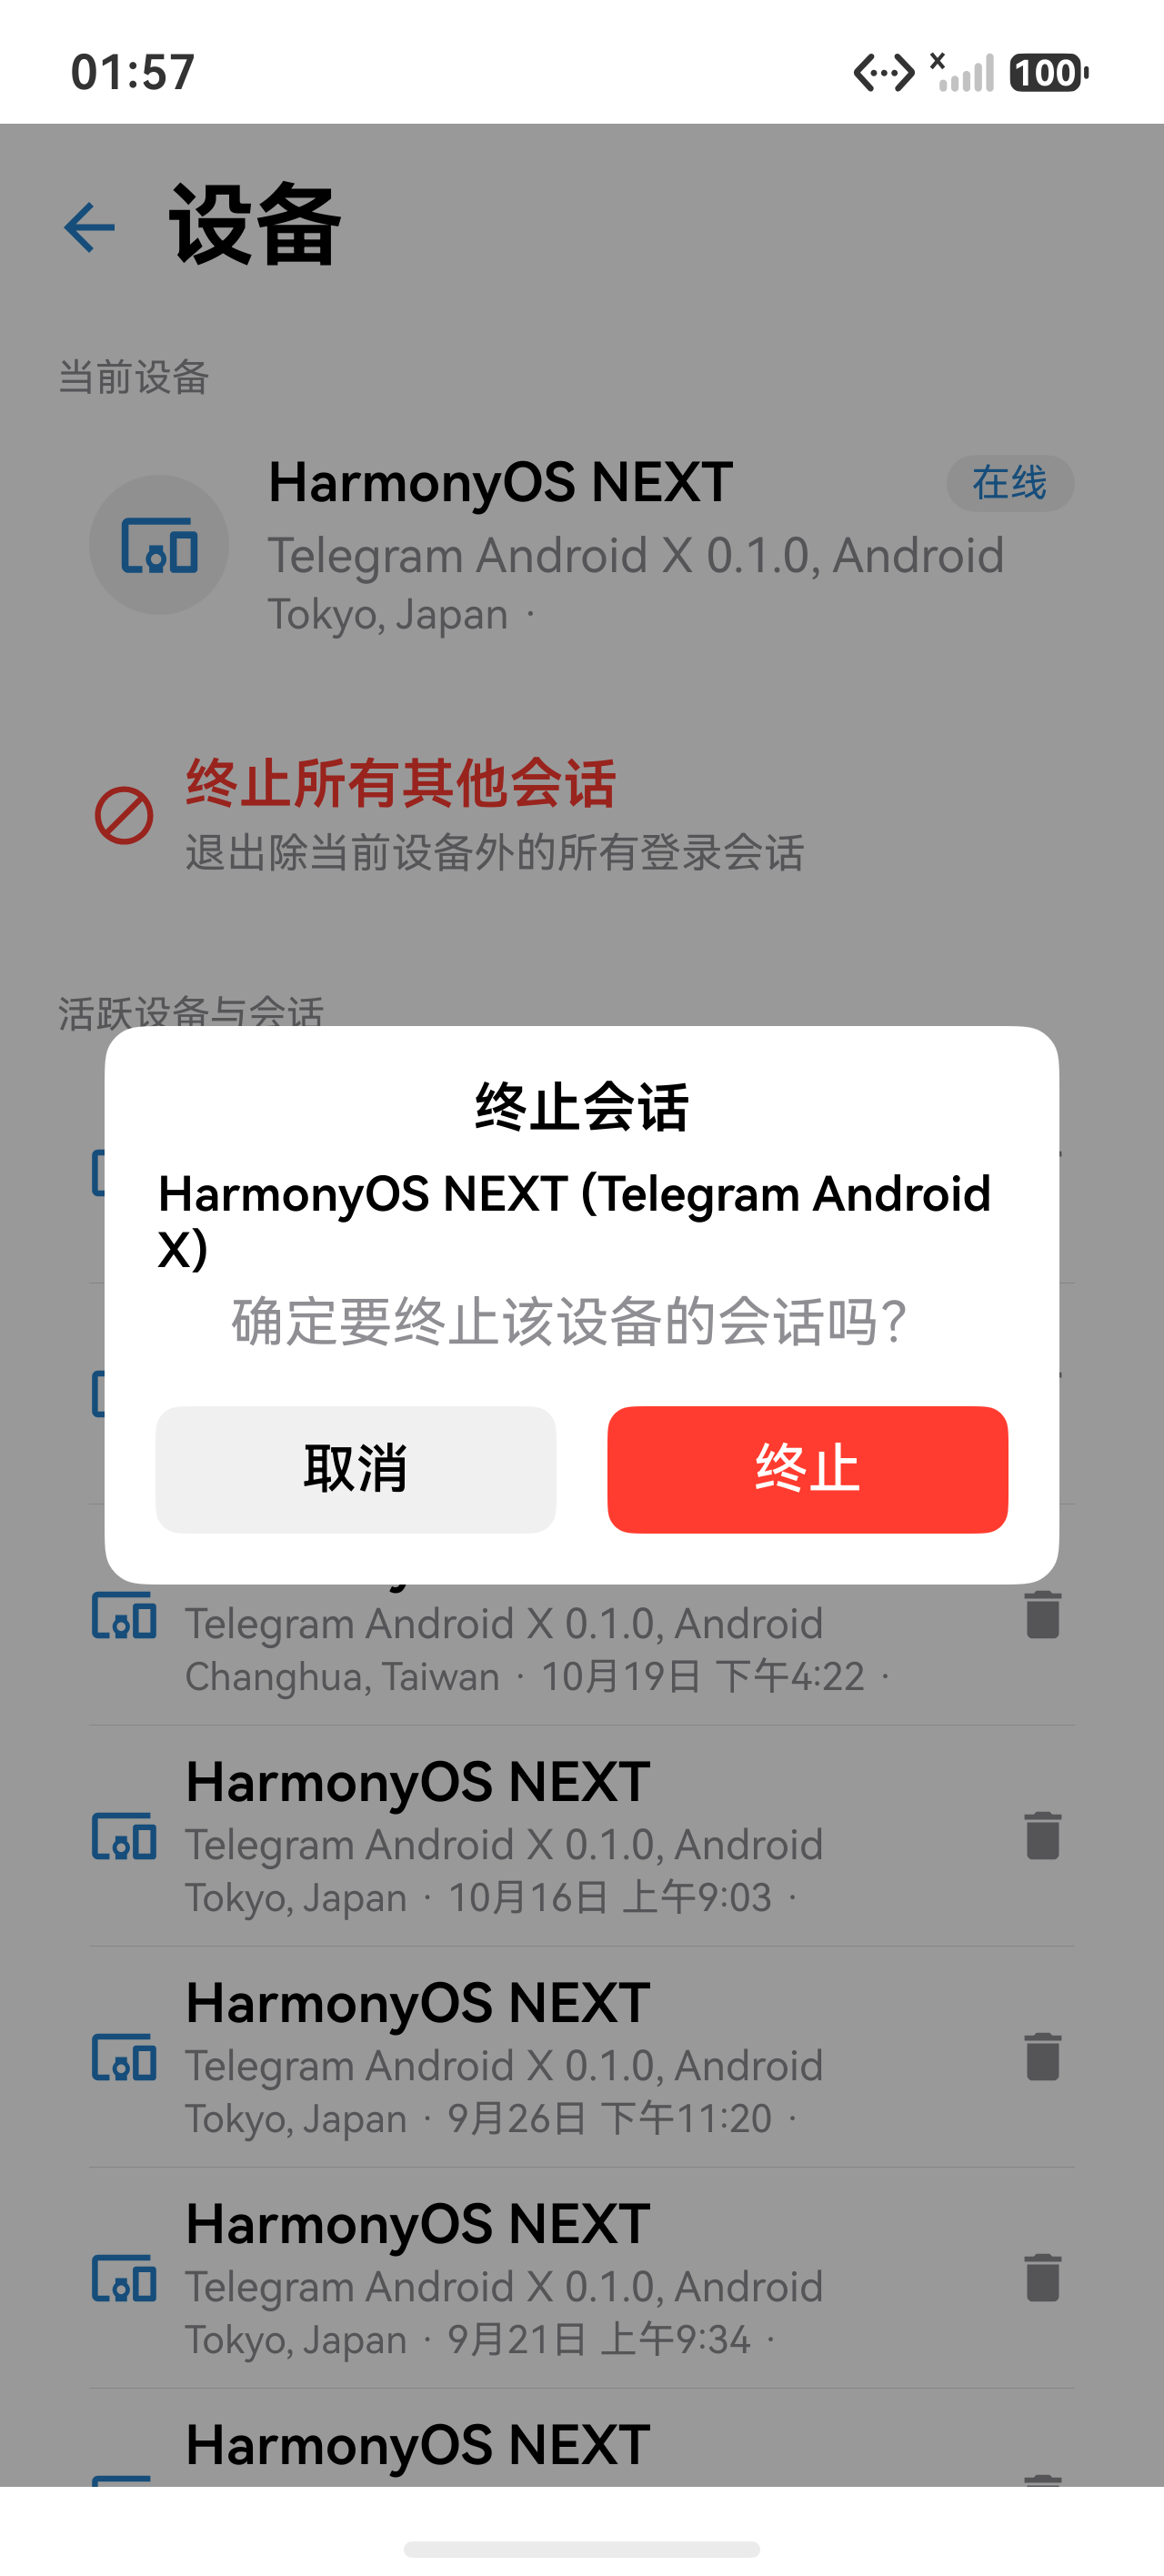 01:57
100
设备
当前设备
HarmonyOS NEXT
在线
Telegram Android X 0.1.0, Android
Tokyo, Japan ·
终止所有其他会话
退出除当前设备外的所有登录会话
活跃设备与会话
终止会话
HarmonyOS NEXT (Telegram Android
X)
确定要终止该设备的会话吗?
取消
终止
Telegram Android X 0.1.0, Android
Changhua, Taiwan · 10月19日 下午4:22 ·
HarmonyOS NEXT
Telegram Android X 0.1.0, Android
Tokyo, Japan · 10月16日 上午9:03 ·
HarmonyOS NEXT
Telegram Android X 0.1.0, Android
Tokyo, Japan · 9月26日 下午11:20 ·
HarmonyOS NEXT
Telegram Android X 0.1.0, Android
Tokyo, Japan · 9月21日 上午9:34 ·
HarmonyOS NEXT